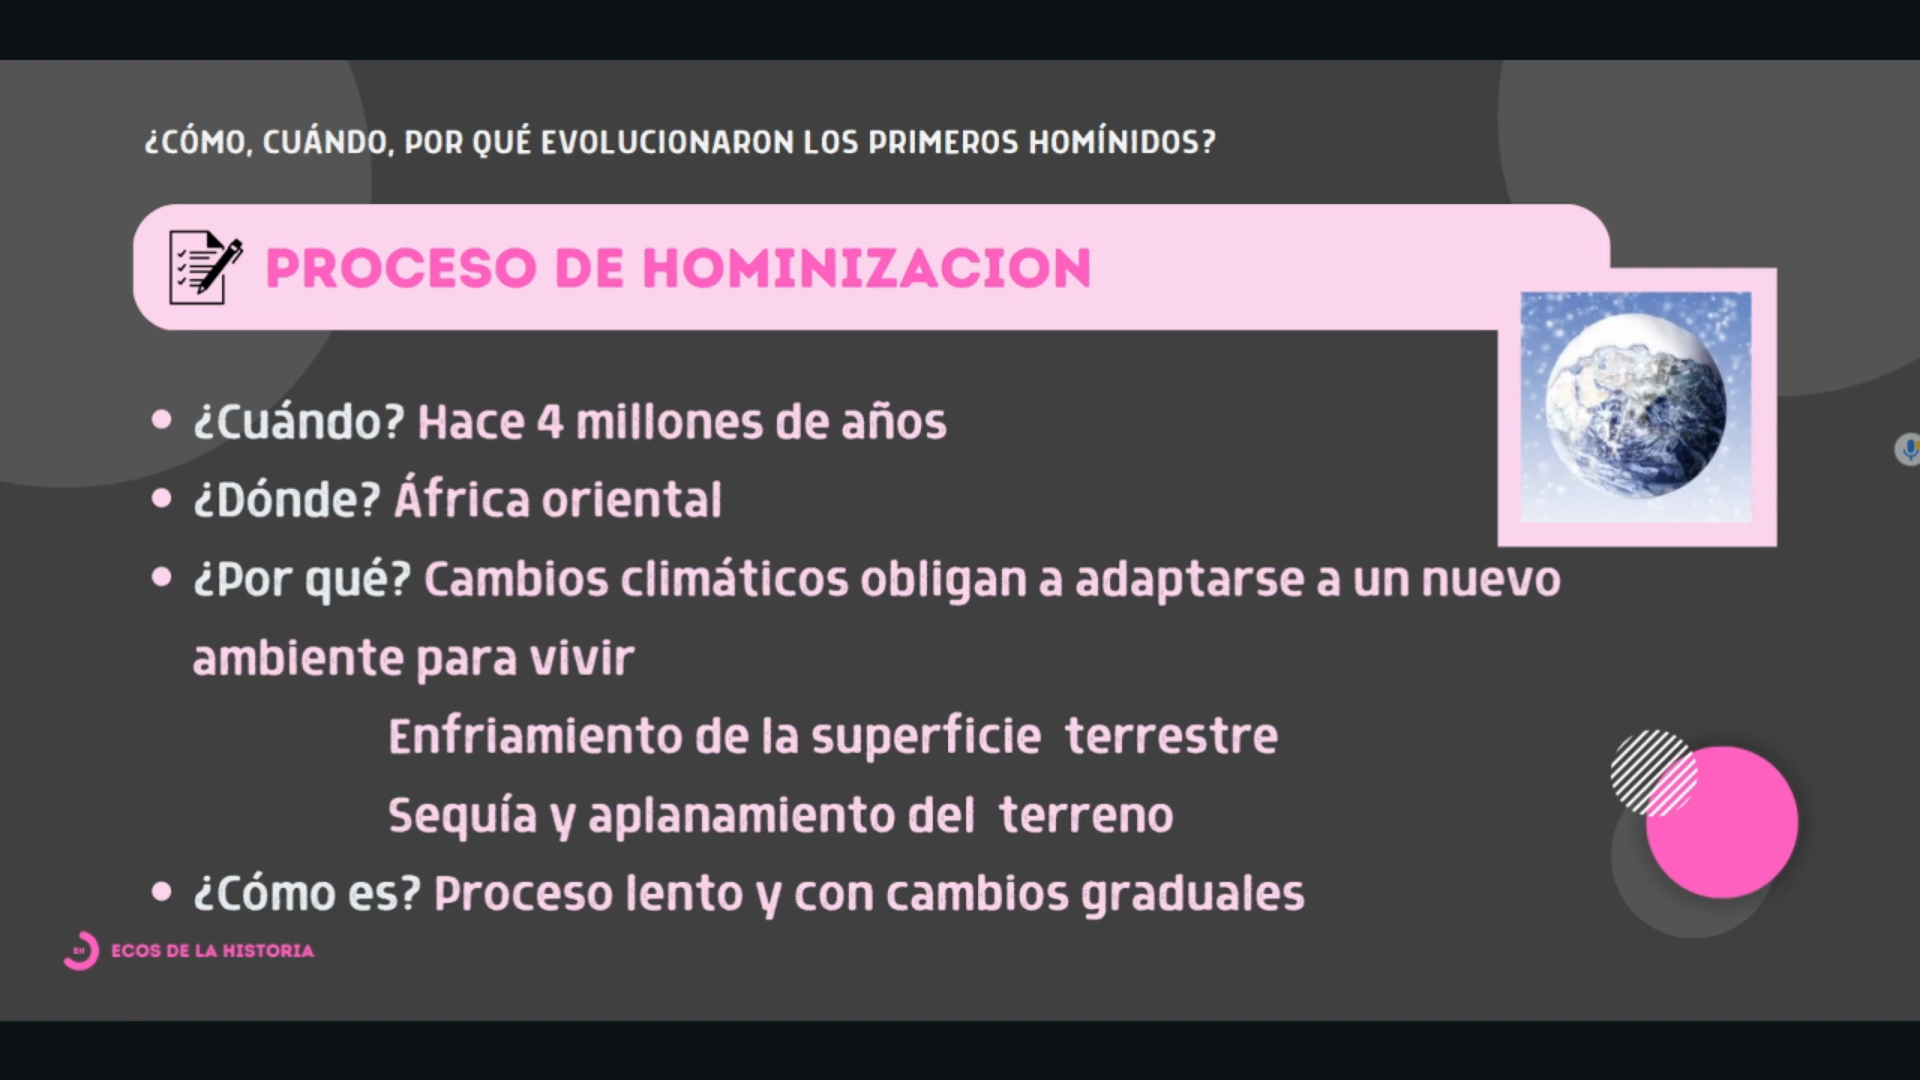 ¿CÓMO, CUÁNDO, POR QUÉ EVOLUCIONARON LOS PRIMEROS HOMÍNIDOS?
PROCESO DE HOMINIZACION
¿Cuándo? Hace 4 millones de años
¿Dónde? África oriental
¿Por qué? Cambios climáticos obligan a adaptarse a un nuevo
ambiente para vivir
Enfriamiento de la superficie terrestre
Sequía y aplanamiento del terreno
¿Cómo es? Proceso lento y con cambios graduales
EH ECOS DE LA HISTORIA